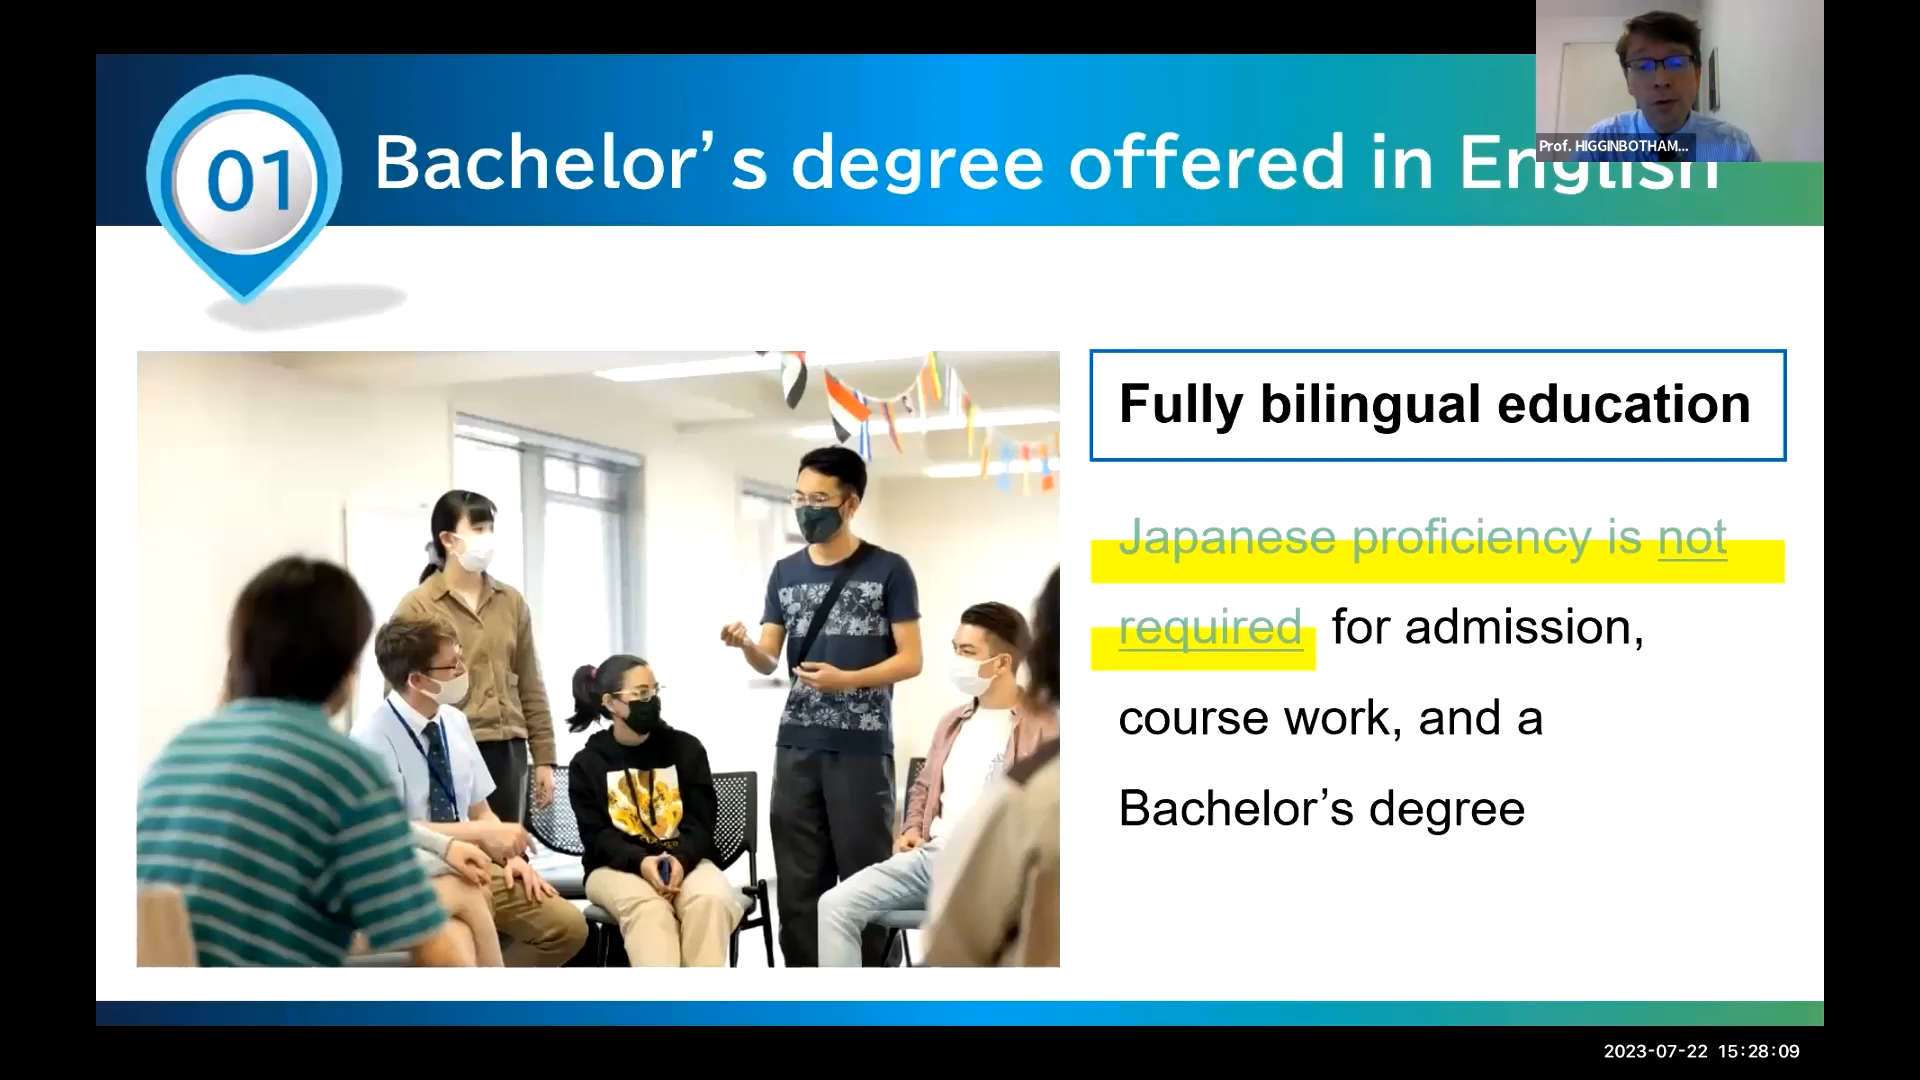 01
Bachelor’s degree offered in English
Prof. HIGGINBOTHAM...
Fully bilingual education
Japanese proficiency is not
required for admission,
course work, and a
Bachelor’s degree
2023-07-22 15:28:09